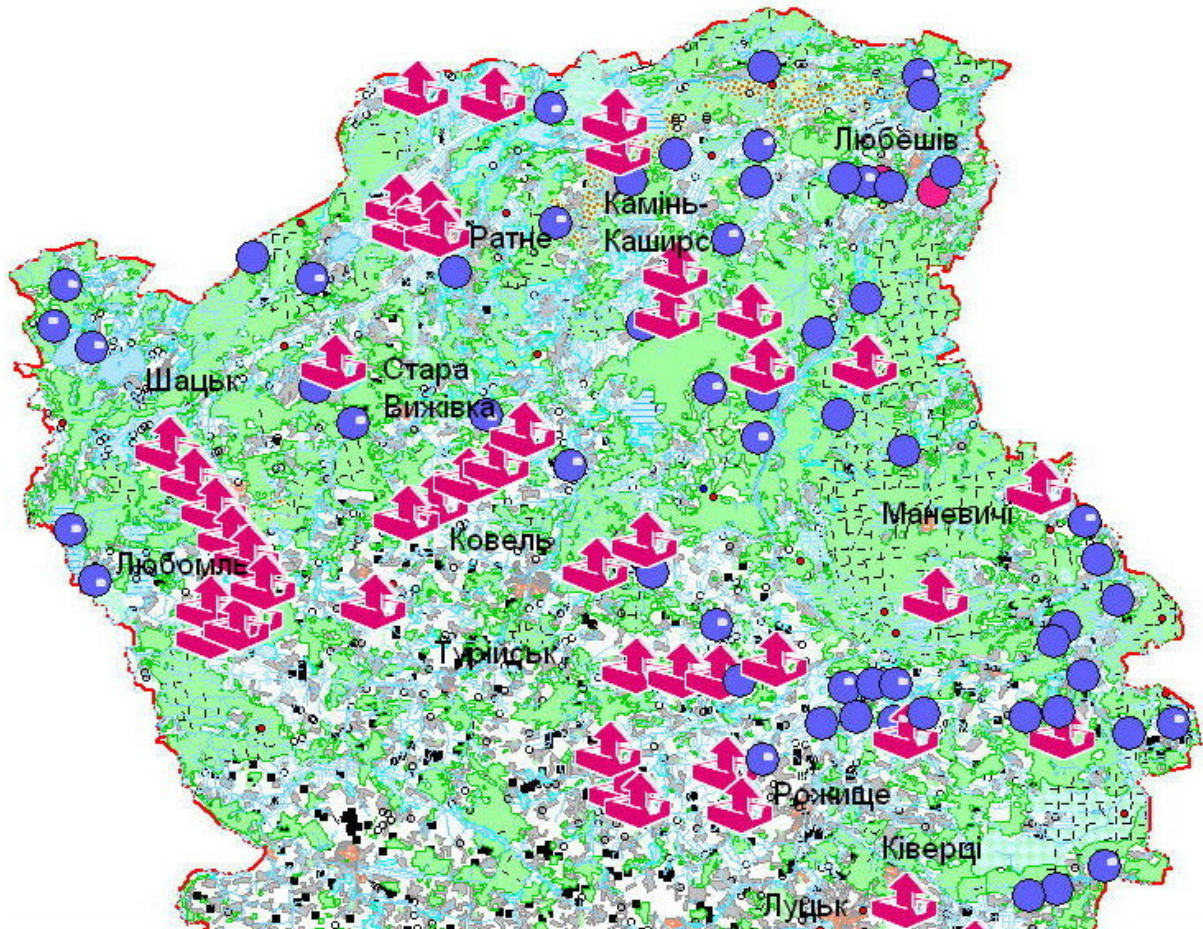 Любешів
Камінь-
Каширс
Ратне
Шацьк
Стара
Вижівка
Маневичі
Ковель
Любомль
Турійськ
Рожище
Ківерці
Луцьк